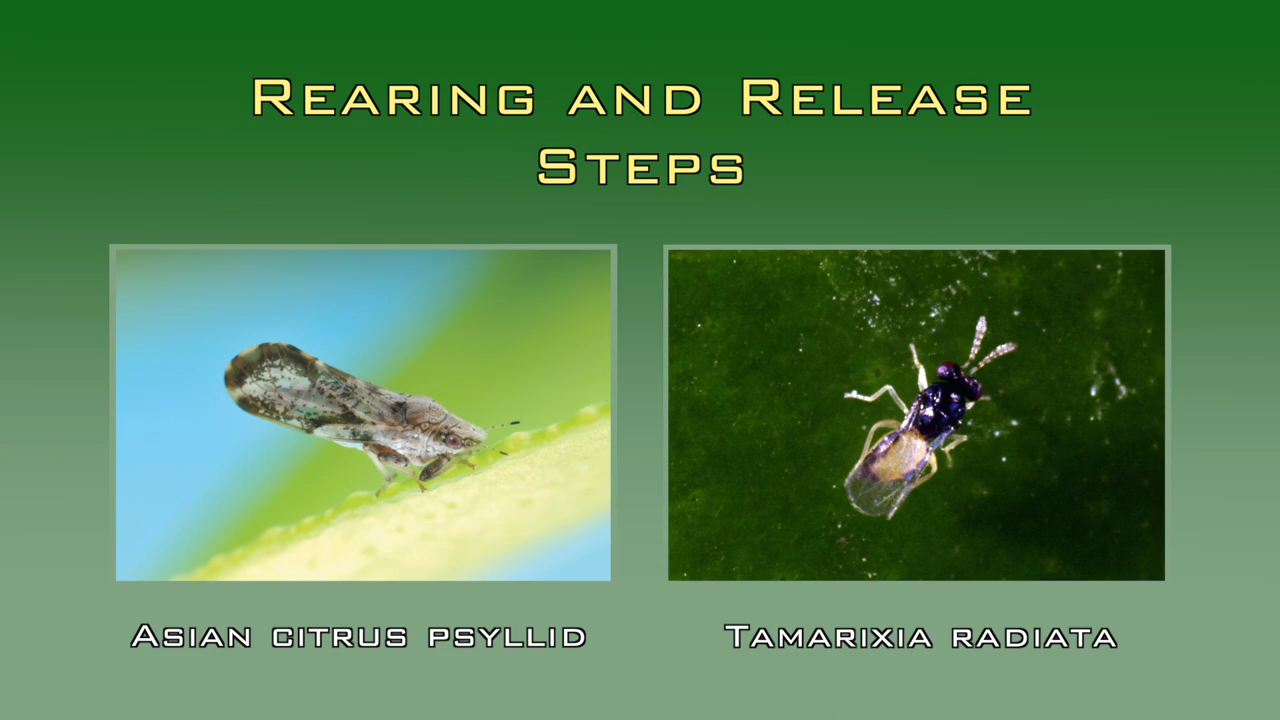 Rearing and Release
Steps
Asian citrus psyllid
Tamarixia radiata